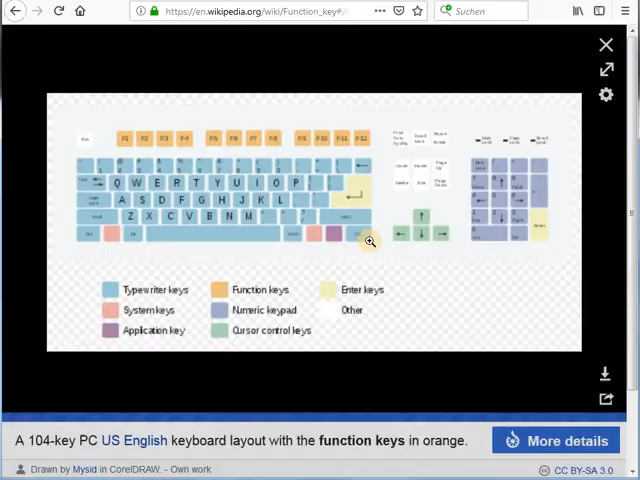 https://en.wikipedia.org/wiki/Function_key#/
Suchen
F1 F2 F3 F4 F5 F6 F7 F8 F9 F10 F11 F12
Q W E R T Y U I O P
A S D F G H J K L
Z X C V B N M
Typewriter keys
Function keys
Enter keys
System keys
Numeric keypad
Other
Application key
Cursor control keys
A 104-key PC US English keyboard layout with the function keys in orange.
More details
Drawn by Mysid in CorelDRAW. - Own work
CC BY-SA 3.0